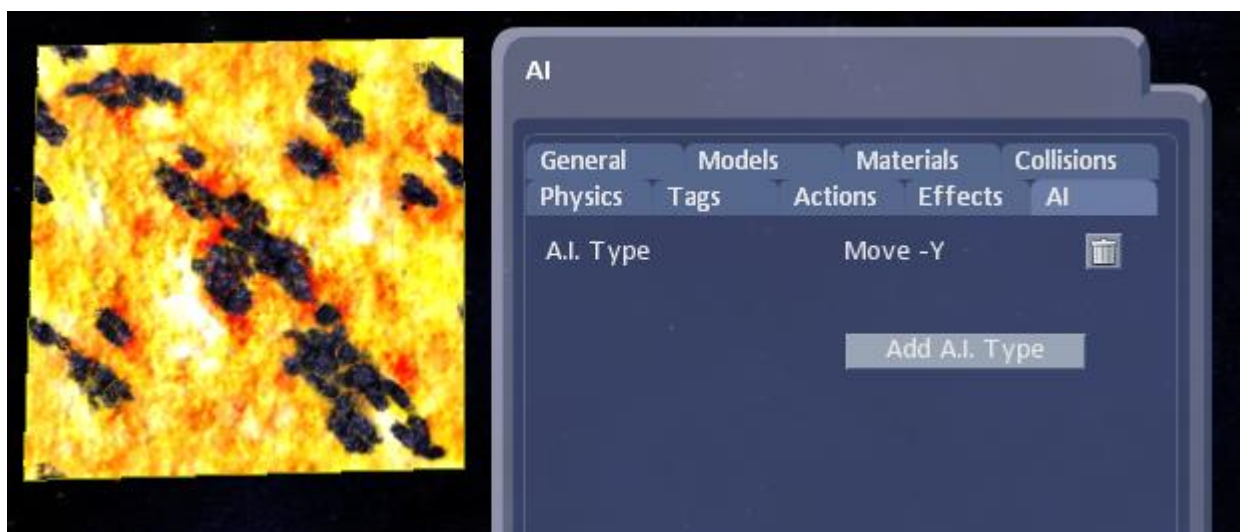 AI
General Models Materials Collisions
Physics Tags Actions Effects AI
A.I. Type Move -Y
Add A.I. Type